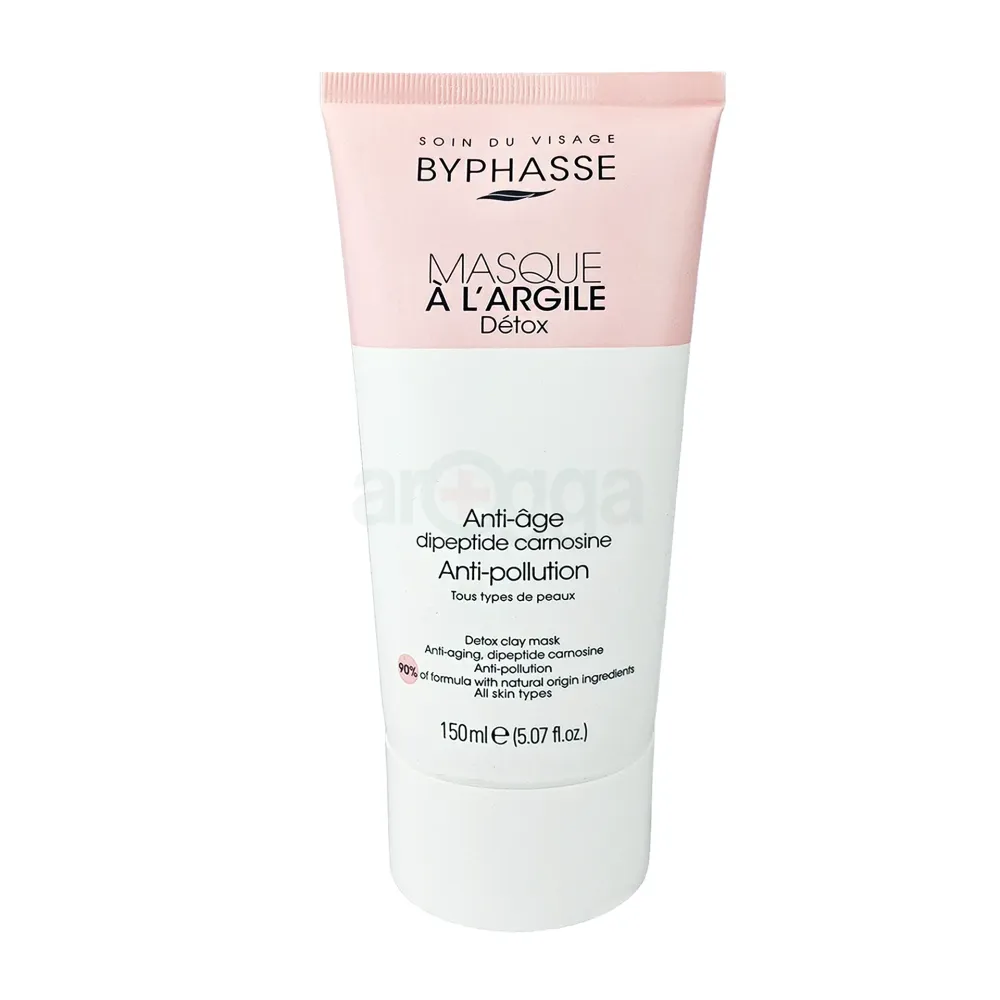 SOIN DU VISAGE
BYPHASSE
MASQUE
À L'ARGILE
Détox
arogga
Anti-âge
dipeptide carnosine
Anti-pollution
Tous types de peaux
Detox clay mask
Anti-aging, dipeptide carnosine
Anti-pollution
90% of formula with natural origin ingredients
All skin types
150ml e (5.07 fl.oz.)